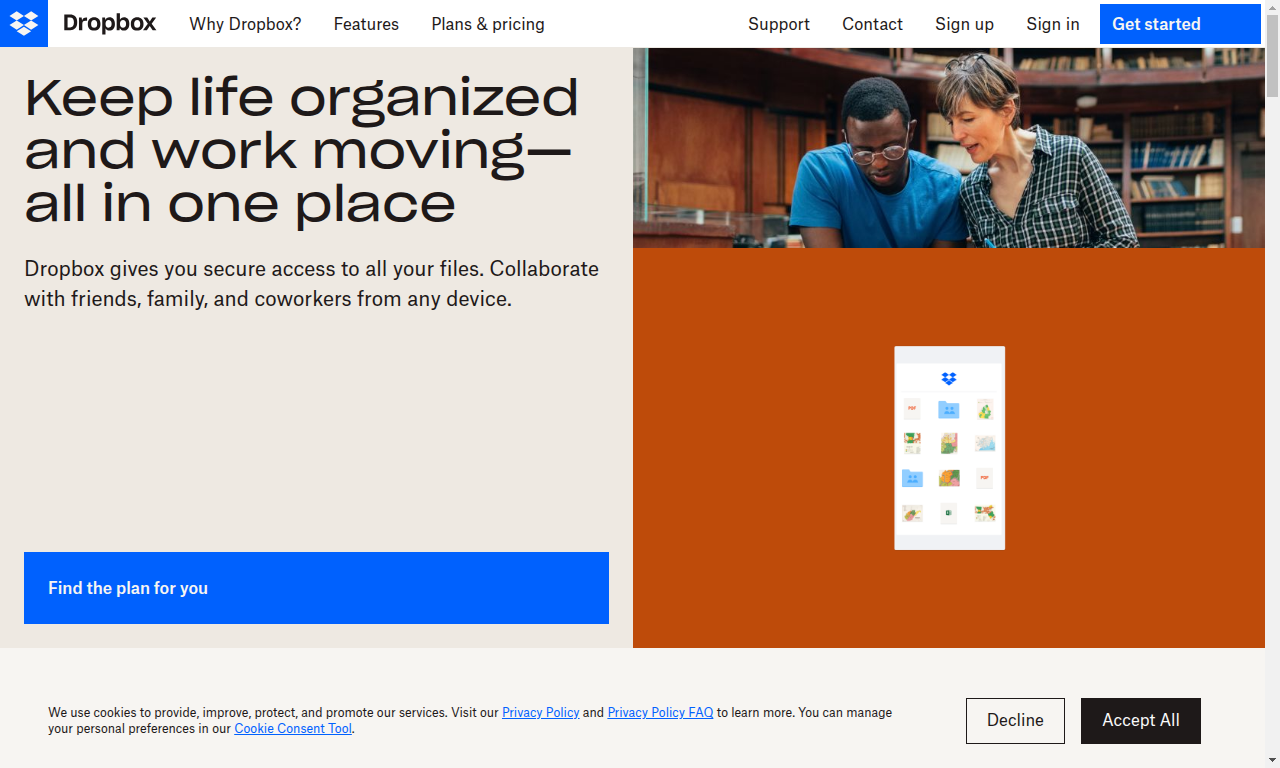 Dropbox
Why Dropbox?
Features
Plans & pricing
Support
Contact
Sign up
Sign in
Get started
Keep life organized
and work moving—
all in one place
Dropbox gives you secure access to all your files. Collaborate
with friends, family, and coworkers from any device.
PDF
PDF
Find the plan for you
We use cookies to provide, improve, protect, and promote our services. Visit our Privacy Policy and Privacy Policy FAQ to learn more. You can manage
your personal preferences in our Cookie Consent Tool.
Decline
Accept All